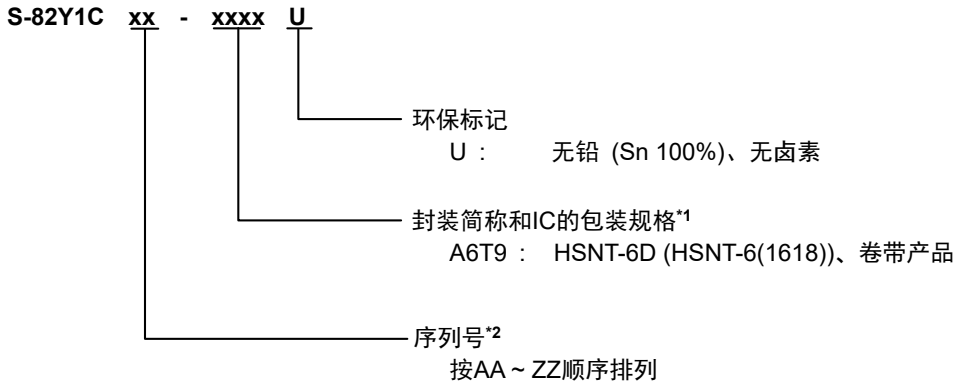 S-82Y1C xx - xxxx U
环保标记
U : 无铅 (Sn 100%)、无卤素
封装简称和IC的包装规格*1
A6T9 : HSNT-6D (HSNT-6(1618))、卷带产品
序列号*2
按AA ~ ZZ顺序排列